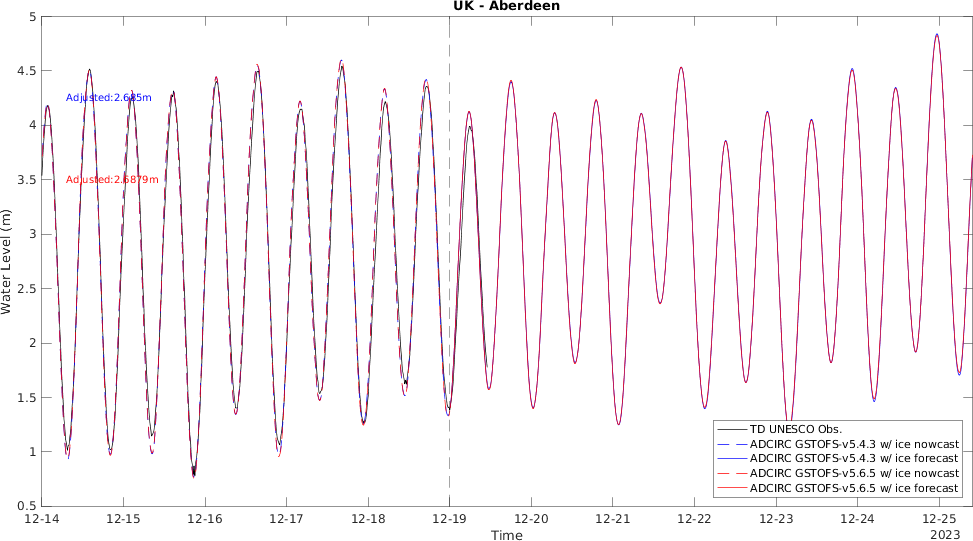 UK - Aberdeen
5
4.5
4
3.5
3
2.5
2
1.5
1
0.5
Water Level (m)
Adjusted:2.685m
Adjusted:2.6879m
TD UNESCO Obs.
ADCIRC GSTOFS-v5.4.3 w/ ice nowcast
ADCIRC GSTOFS-v5.4.3 w/ ice forecast
ADCIRC GSTOFS-v5.6.5 w/ ice nowcast
ADCIRC GSTOFS-v5.6.5 w/ ice forecast
12-14 12-15 12-16 12-17 12-18 12-19 12-20 12-21 12-22 12-23 12-24 12-25
Time
2023